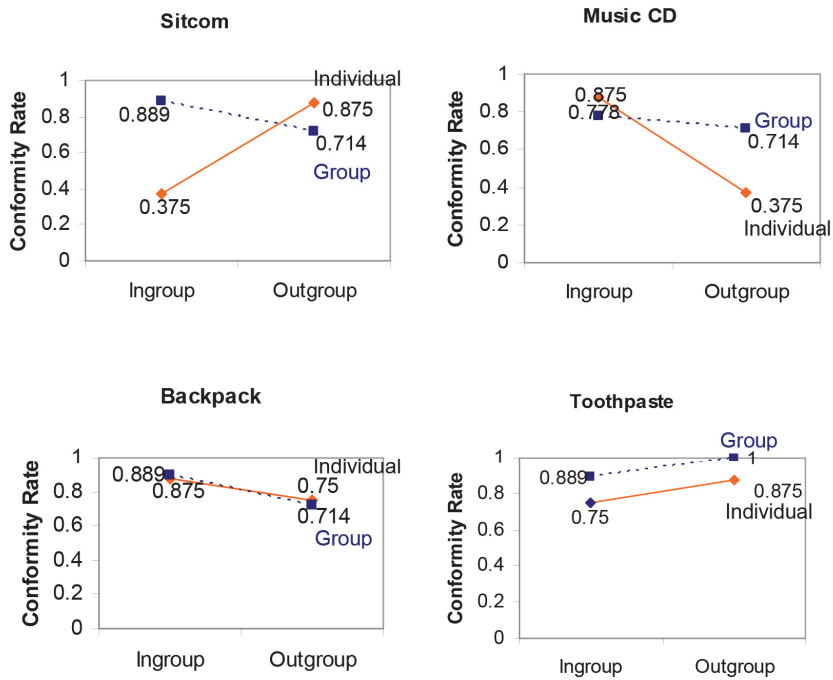 Sitcom
Conformity Rate
1
0.8
0.6
0.4
0.2
0
0.889
0.375
Individual
0.875
0.714
Group
Ingroup Outgroup
Music CD
Conformity Rate
1
0.8
0.6
0.4
0.2
0
0.875
0.778
Group
0.714
0.375
Individual
Ingroup Outgroup
Backpack
Conformity Rate
1
0.8
0.6
0.4
0.2
0
0.889
0.875
Individual
0.75
0.714
Group
Ingroup Outgroup
Toothpaste
Conformity Rate
1
0.8
0.6
0.4
0.2
0
0.889
0.75
Group
1
0.875
Individual
Ingroup Outgroup